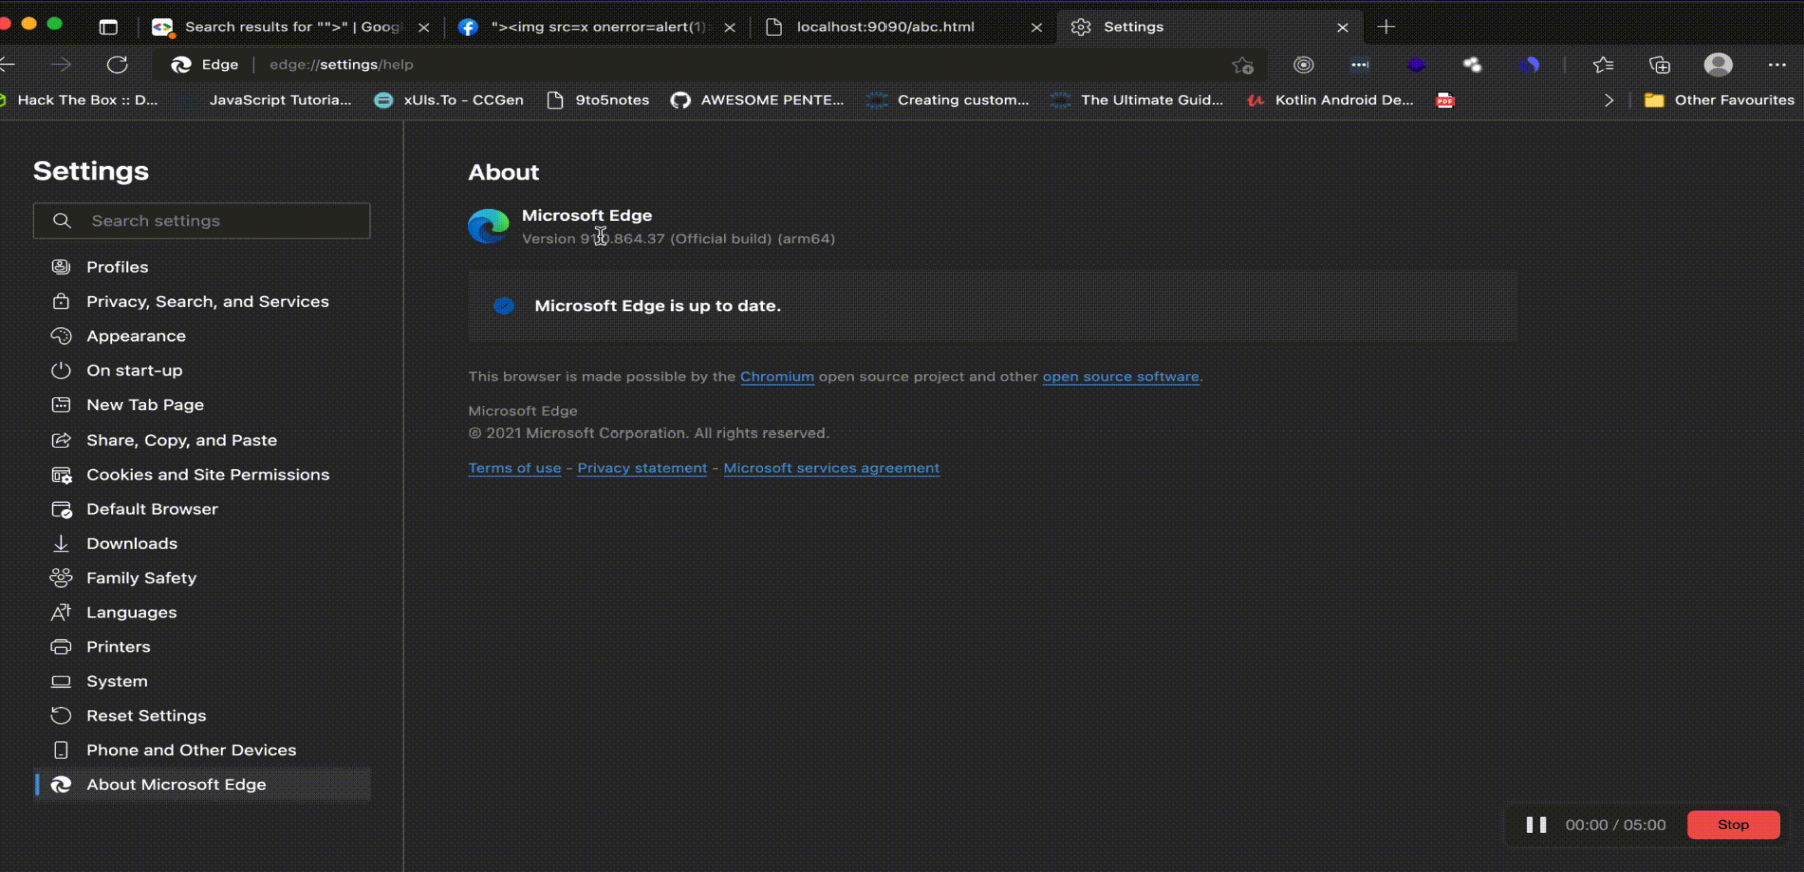 Search results for "">" | Goog
"><img src=x onerror=alert(1)
localhost:9090/abc.html
Settings
Edge
edge://settings/help
Hack The Box :: D...
JavaScript Tutoria...
xUIs.To - CCGen
9to5notes
AWESOME PENTE...
Creating custom...
The Ultimate Guid...
Kotlin Android De...
PDF
Other Favourites
Settings
Search settings
Profiles
Privacy, Search, and Services
Appearance
On start-up
New Tab Page
Share, Copy, and Paste
Cookies and Site Permissions
Default Browser
Downloads
Family Safety
Languages
Printers
System
Reset Settings
Phone and Other Devices
About Microsoft Edge
About
Microsoft Edge
Version (Official build) (arm64)
Microsoft Edge is up to date.
This browser is made possible by the Chromium open source project and other open source software.
Microsoft Edge
© 2021 Microsoft Corporation. All rights reserved.
Terms of use - Privacy statement - Microsoft services agreement
00:00 / 05:00
Stop